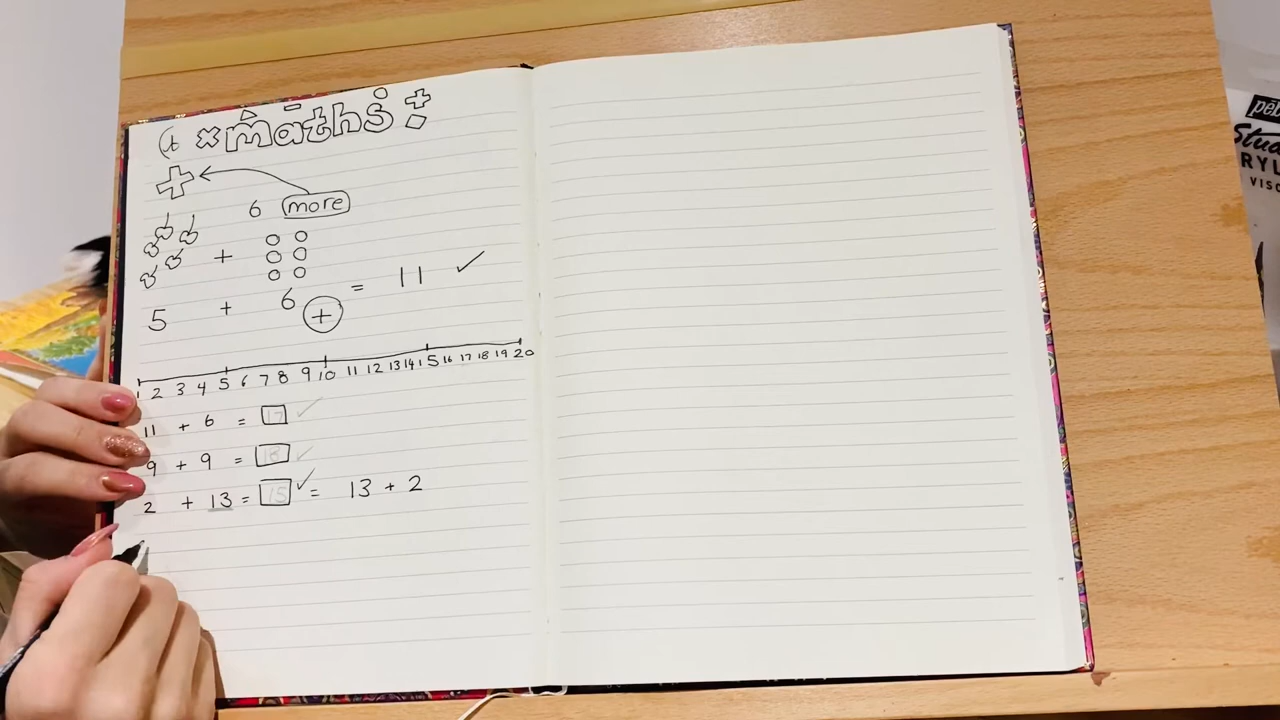 × maths ÷
+
6 more
+
5 + 6 + = 11 ✓
1 2 3 4 5 6 7 8 9 10 11 12 13 14 15 16 17 18 19 20
11 + 6 = 17 ✓
9 + 9 = 18 ✓
2 + 13 = 15 ✓ = 13 + 2